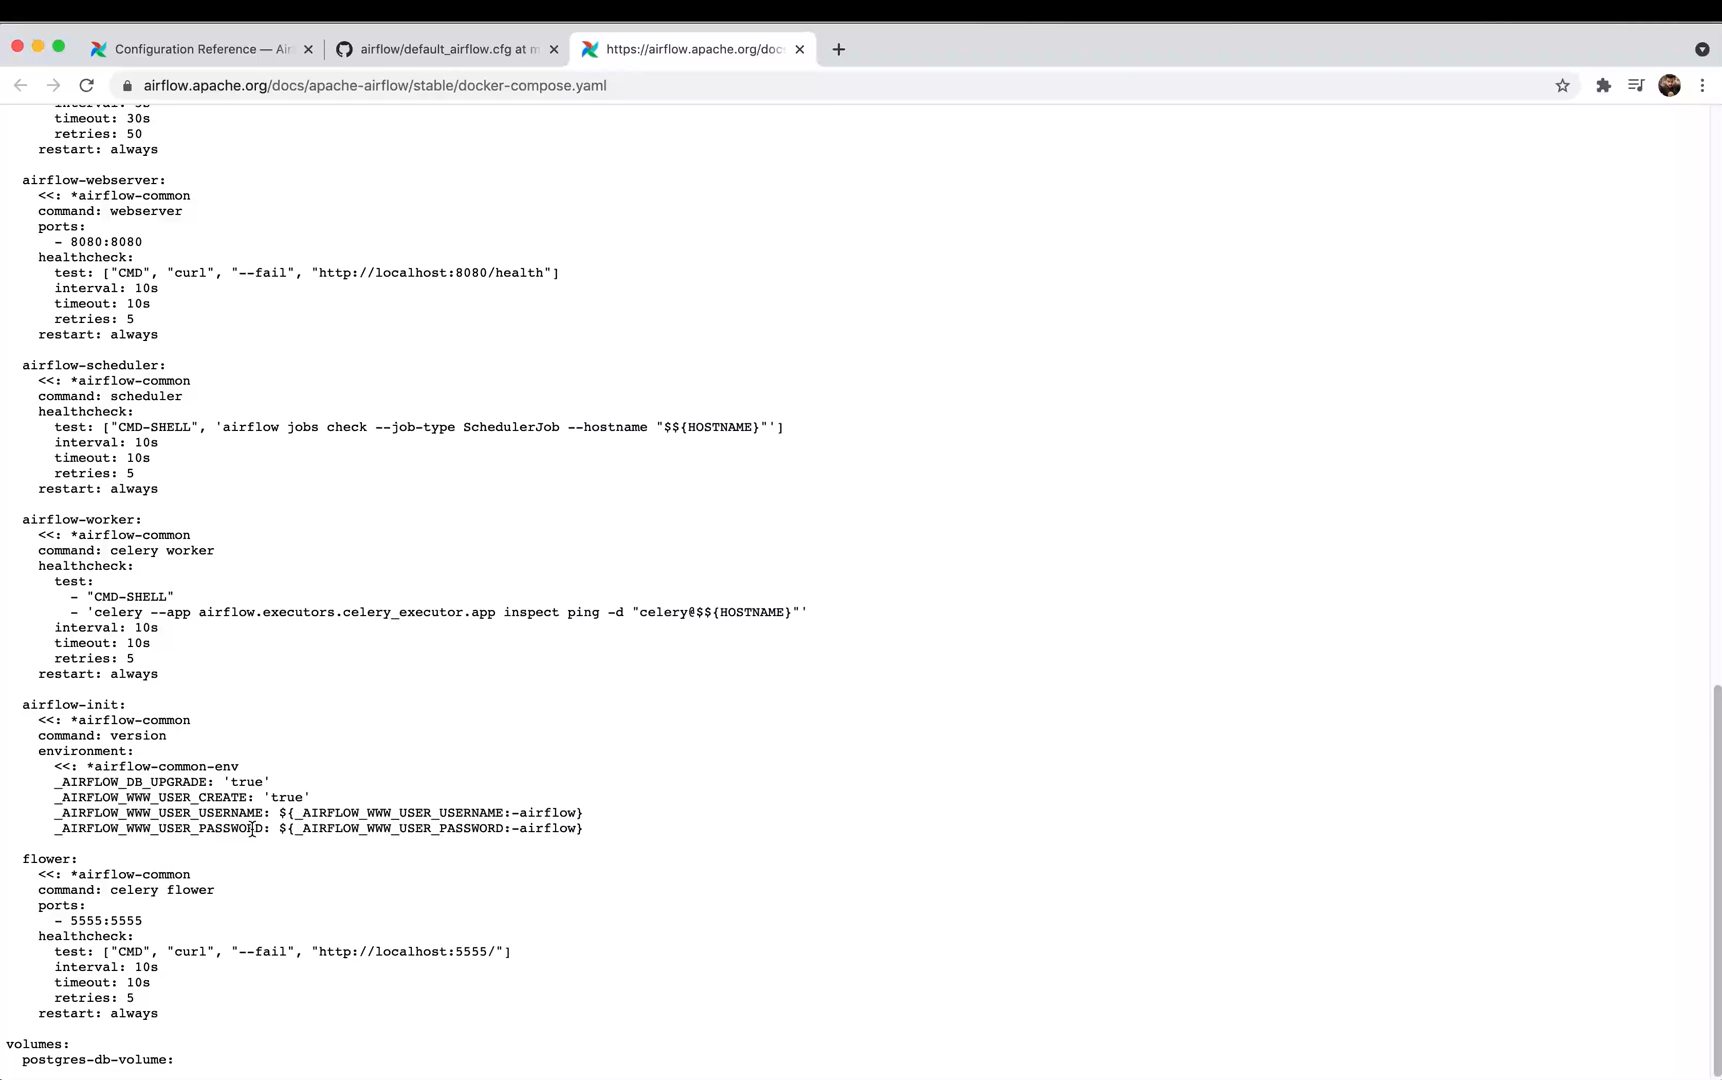 Configuration Reference — Air
airflow/default_airflow.cfg at m
https://airflow.apache.org/docs
airflow.apache.org/docs/apache-airflow/stable/docker-compose.yaml
timeout: 30s
retries: 50
restart: always
airflow-webserver:
<<: *airflow-common
command: webserver
ports:
- 8080:8080
healthcheck:
test: ["CMD", "curl", "--fail", "http://localhost:8080/health"]
interval: 10s
timeout: 10s
retries: 5
restart: always
airflow-scheduler:
<<: *airflow-common
command: scheduler
healthcheck:
test: ["CMD-SHELL", 'airflow jobs check --job-type SchedulerJob --hostname "$${HOSTNAME}"']
interval: 10s
timeout: 10s
retries: 5
restart: always
airflow-worker:
<<: *airflow-common
command: celery worker
healthcheck:
test:
- "CMD-SHELL"
- 'celery --app airflow.executors.celery_executor.app inspect ping -d "celery@$${HOSTNAME}"'
interval: 10s
timeout: 10s
retries: 5
restart: always
airflow-init:
<<: *airflow-common
command: version
environment:
<<: *airflow-common-env
_AIRFLOW_DB_UPGRADE: 'true'
_AIRFLOW_WWW_USER_CREATE: 'true'
_AIRFLOW_WWW_USER_USERNAME: ${_AIRFLOW_WWW_USER_USERNAME:-airflow}
_AIRFLOW_WWW_USER_PASSWORD: ${_AIRFLOW_WWW_USER_PASSWORD:-airflow}
flower:
<<: *airflow-common
command: celery flower
ports:
- 5555:5555
healthcheck:
test: ["CMD", "curl", "--fail", "http://localhost:5555/"]
interval: 10s
timeout: 10s
retries: 5
restart: always
volumes:
postgres-db-volume: